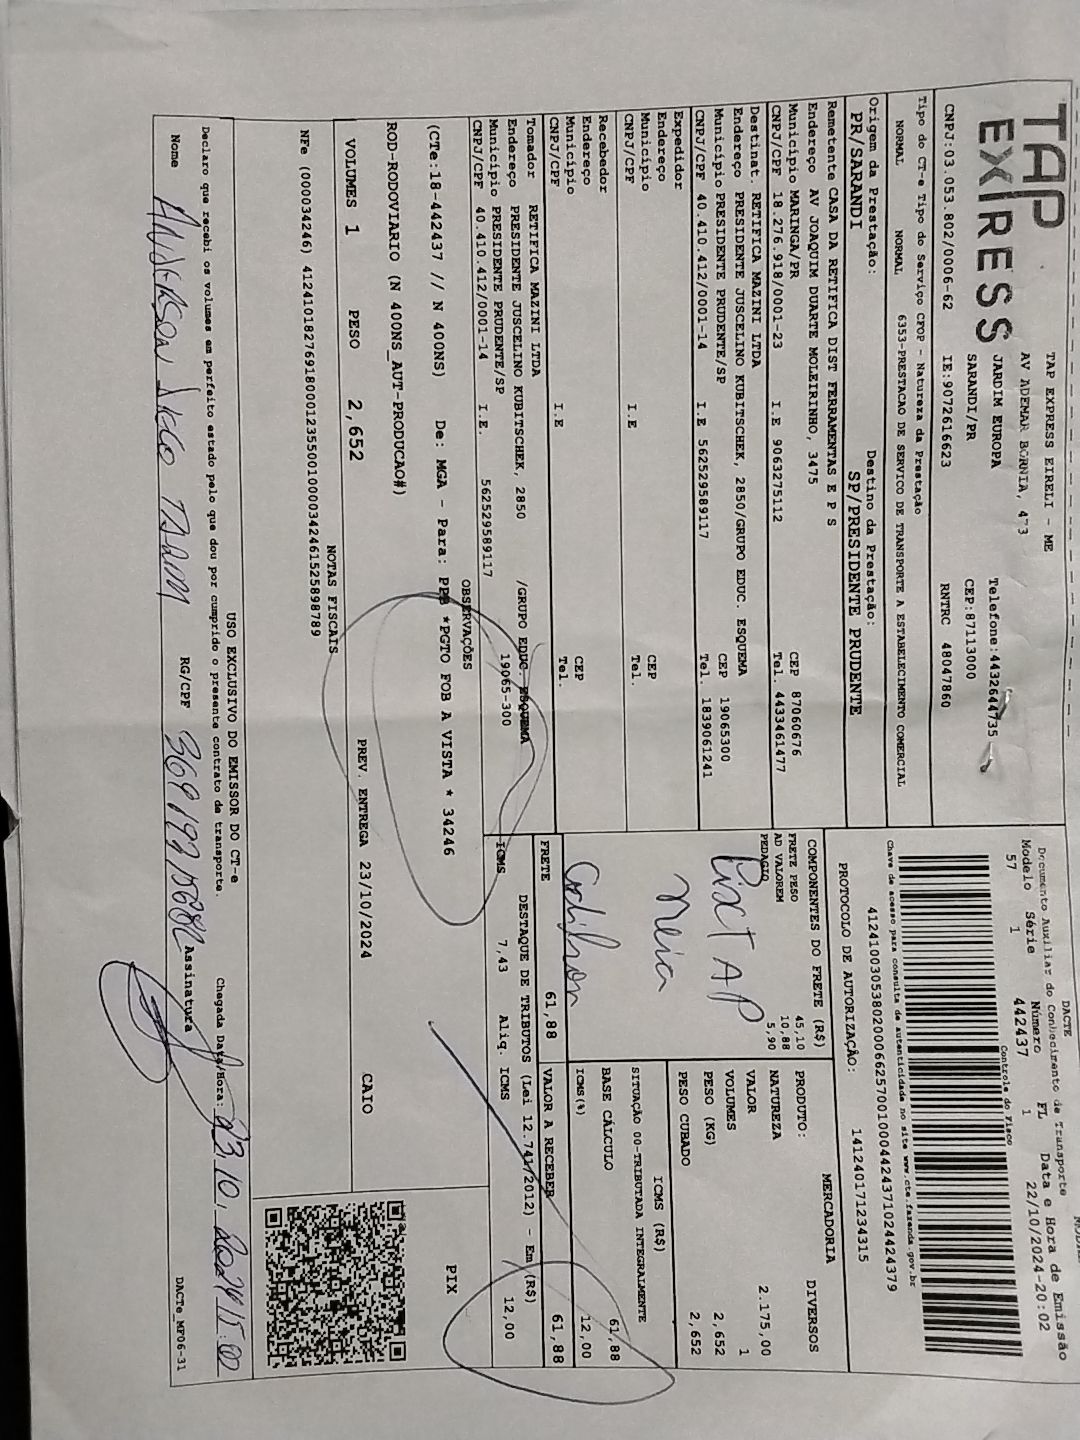 TAP EXPRESS
TAP EXPRESS EIRELI - ME
AV ADEMAR BORNIA, 473
JARDIM EUROPA
SARANDI/PR
Telefone:4432644735
CEP:87113000
CNPJ:03.053.802/0006-62 IE:9072616623 RNTRC 48047860
Tipo do CT-e Tipo do Serviço CFOP - Natureza da Prestação
NORMAL NORMAL 6353-PRESTACAO DE SERVICO DE TRANSPORTE A ESTABELECIMENTO COMERCIAL
Origem da Prestação: Destino da Prestação:
PR/SARANDI SP/PRESIDENTE PRUDENTE
Remetente CASA DA RETIFICA DIST FERRAMENTAS E P S
Endereço AV JOAQUIM DUARTE MOLEIRINHO, 3475
Município MARINGA/PR CEP 87060676
CNPJ/CPF 18.276.918/0001-23 I.E 9063275112 Tel. 4433461477
Destinat. RETIFICA MAZINI LTDA
Endereço PRESIDENTE JUSCELINO KUBITSCHEK, 2850/GRUPO EDUC. ESQUEMA
Município PRESIDENTE PRUDENTE/SP CEP 19065300
CNPJ/CPF 40.410.412/0001-14 I.E 562529589117 Tel. 1839061241
Expedidor
Endereço
Município CEP
CNPJ/CPF I.E Tel.
Recebedor
Endereço
Município CEP
CNPJ/CPF I.E Tel.
Tomador RETIFICA MAZINI LTDA
Endereço PRESIDENTE JUSCELINO KUBITSCHEK, 2850 /GRUPO EDUC. ESQUEMA
Município PRESIDENTE PRUDENTE/SP 19065-300
CNPJ/CPF 40.410.412/0001-14 I.E. 562529589117
DACTE
Documento Auxiliar do Conhecimento de Transporte
Modelo Série Número FL Data e Hora de Emissão
57 1 442437 1 22/10/2024-20:02
Controle do Fisco
Chave de acesso para consulta de autenticidade no site www.cte.fazenda.gov.br
41241003053802000662570010004424371024424379
PROTOCOLO DE AUTORIZAÇÃO: 141240171234315
COMPONENTES DO FRETE (R$)
FRETE PESO 45,10
AD VALOREM 10,88
PEDAGIO 5,90
PixT AP
Neia
MERCADORIA
PRODUTO: DIVERSOS
NATUREZA
VALOR 2.175,00
VOLUMES 1
PESO (KG) 2,652
PESO CUBADO 2,652
ICMS (R$)
SITUAÇÃO 00-TRIBUTADA INTEGRALMENTE
BASE CÁLCULO 61,88
ICMS(%) 12,00
FRETE 61,88 VALOR A RECEBER 61,88
DESTAQUE DE TRIBUTOS (Lei 12.741/2012) - Em (R$)
ICMS 7,43 Aliq. ICMS 12,00
OBSERVAÇÕES
(CTe:18-442437 // N 400NS) De: MGA - Para: PPB *PGTO FOB A VISTA * 34246
PIX
ROD-RODOVIARIO (N 400NS_AUT-PRODUCAO#)
VOLUMES 1 PESO 2,652 PREV. ENTREGA 23/10/2024 CAIO
NOTAS FISCAIS
NFe (000034246) 41241018276918000123550010000342461525898789
USO EXCLUSIVO DO EMISSOR DO CT-e
Declaro que recebi os volumes em perfeito estado pelo que dou por cumprido o presente contrato de transporte.
Chegada Data/Hora: 23,10, 2024 15:00
Nome RG/CPF Assinatura
DACTe_MF06-31